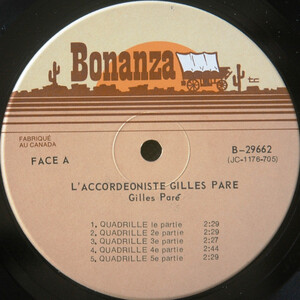 Bonanza
tc
FABRIQUÉ
AU CANADA
FACE A
B-29662
(JC-1176-705)
L'ACCORDEONISTE GILLES PARE
Gilles Paré
1. QUADRILLE 1e partie 2:29
2. QUADRILLE 2e partie 2:29
3. QUADRILLE 3e partie 2:27
4. QUADRILLE 4e partie 2:44
5. QUADRILLE 5e partie 2:29